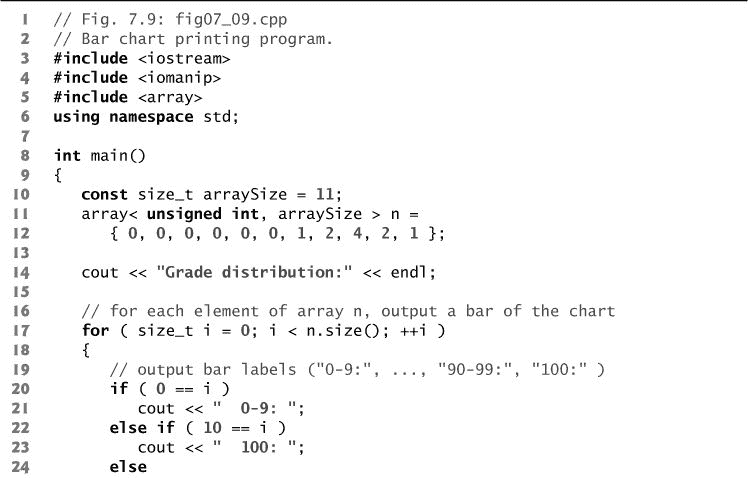 1 // Fig. 7.9: fig07_09.cpp
2 // Bar chart printing program.
3 #include <iostream>
4 #include <iomanip>
5 #include <array>
6 using namespace std;
7
8 int main()
9 {
10    const size_t arraySize = 11;
11    array< unsigned int, arraySize > n =
12       { 0, 0, 0, 0, 0, 0, 1, 2, 4, 2, 1 };
13
14    cout << "Grade distribution:" << endl;
15
16    // for each element of array n, output a bar of the chart
17    for ( size_t i = 0; i < n.size(); ++i )
18    {
19       // output bar labels ("0-9:", ..., "90-99:", "100:" )
20       if ( 0 == i )
21          cout << "  0-9: ";
22       else if ( 10 == i )
23          cout << "  100: ";
24       else